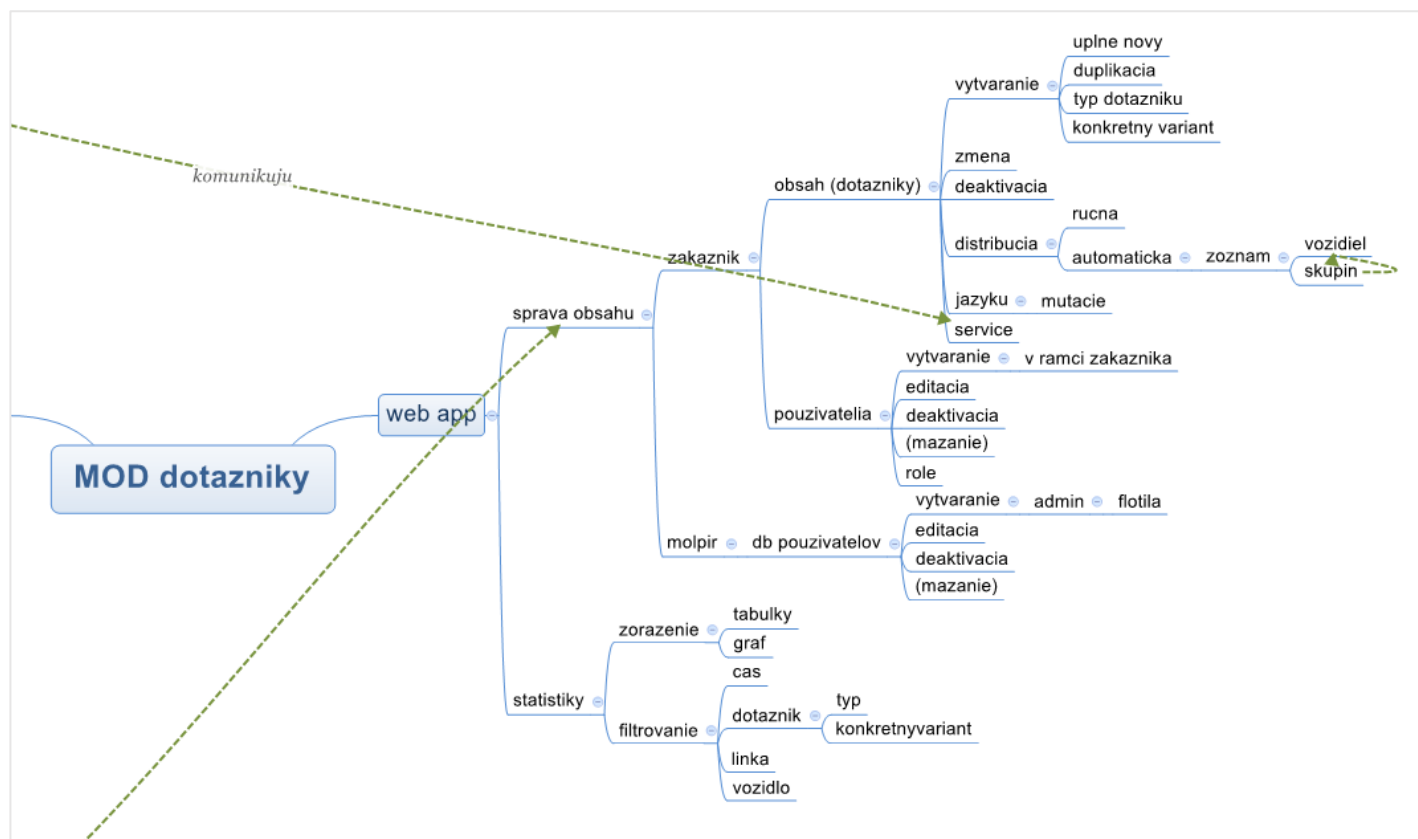 MOD dotazniky
komunikuju
web app
sprava obsahu
zakaznik
obsah (dotazniky)
vytvaranie
uplne novy
duplikacia
typ dotazniku
konkretny variant
zmena
deaktivacia
distribucia
rucna
automaticka
zoznam
vozidiel
skupin
jazyku
mutacie
service
pouzivatelia
vytvaranie
v ramci zakaznika
editacia
deaktivacia
(mazanie)
role
molpir
db pouzivatelov
vytvaranie
admin
flotila
editacia
deaktivacia
(mazanie)
statistiky
zorazenie
tabulky
graf
filtrovanie
cas
dotaznik
typ
konkretnyvariant
linka
vozidlo